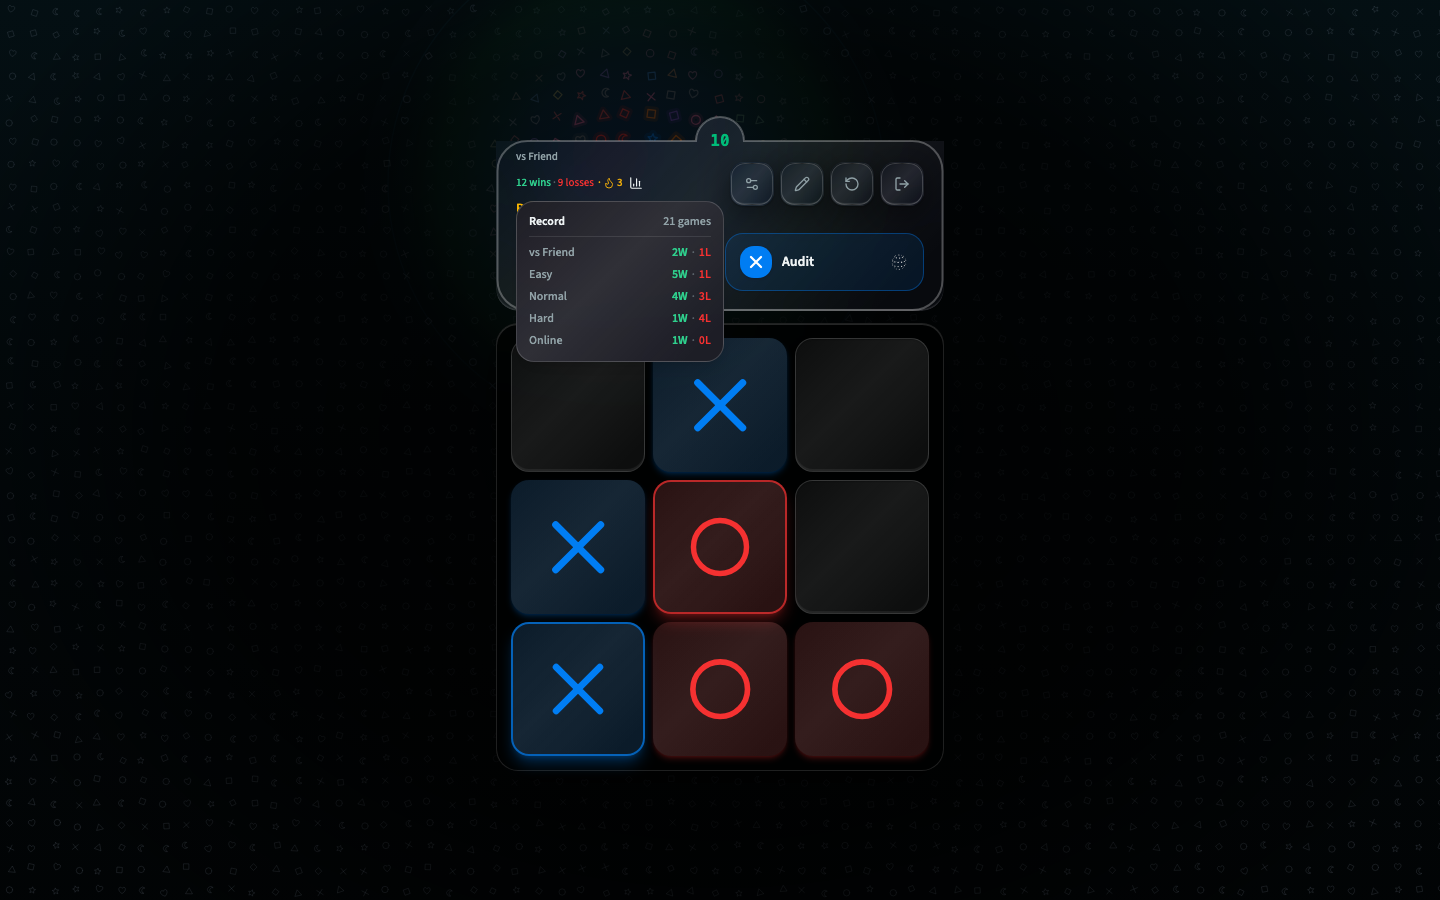 10
vs Friend
12 wins · 9 losses · 3
Record 21 games
vs Friend 2W · 1L
Easy 5W · 1L
Normal 4W · 3L
Hard 1W · 4L
Online 1W · 0L
Audit